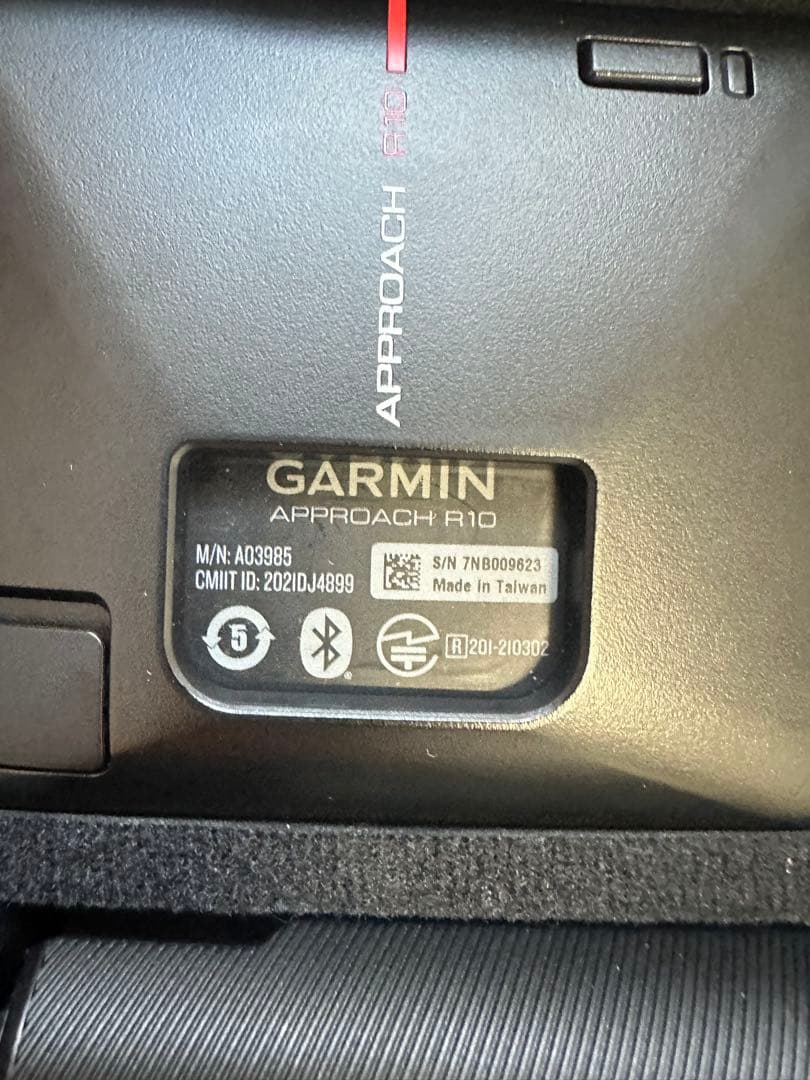 APPROACH R10
GARMIN
APPROACH R10
M/N: A03985
CMIIT ID: 2021DJ4899
S/N 7NB009623
Made in Taiwan
5
R 201-210302